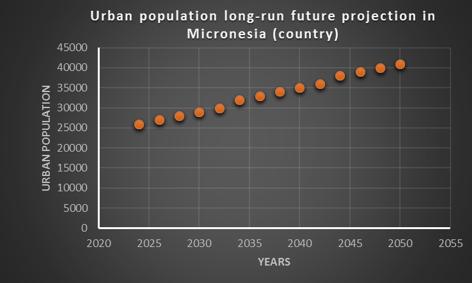 Urban population long-run future projection in
Micronesia (country)
URBAN POPULATION
45000
40000
35000
30000
25000
20000
15000
10000
5000
0
2020 2025 2030 2035 2040 2045 2050 2055
YEARS